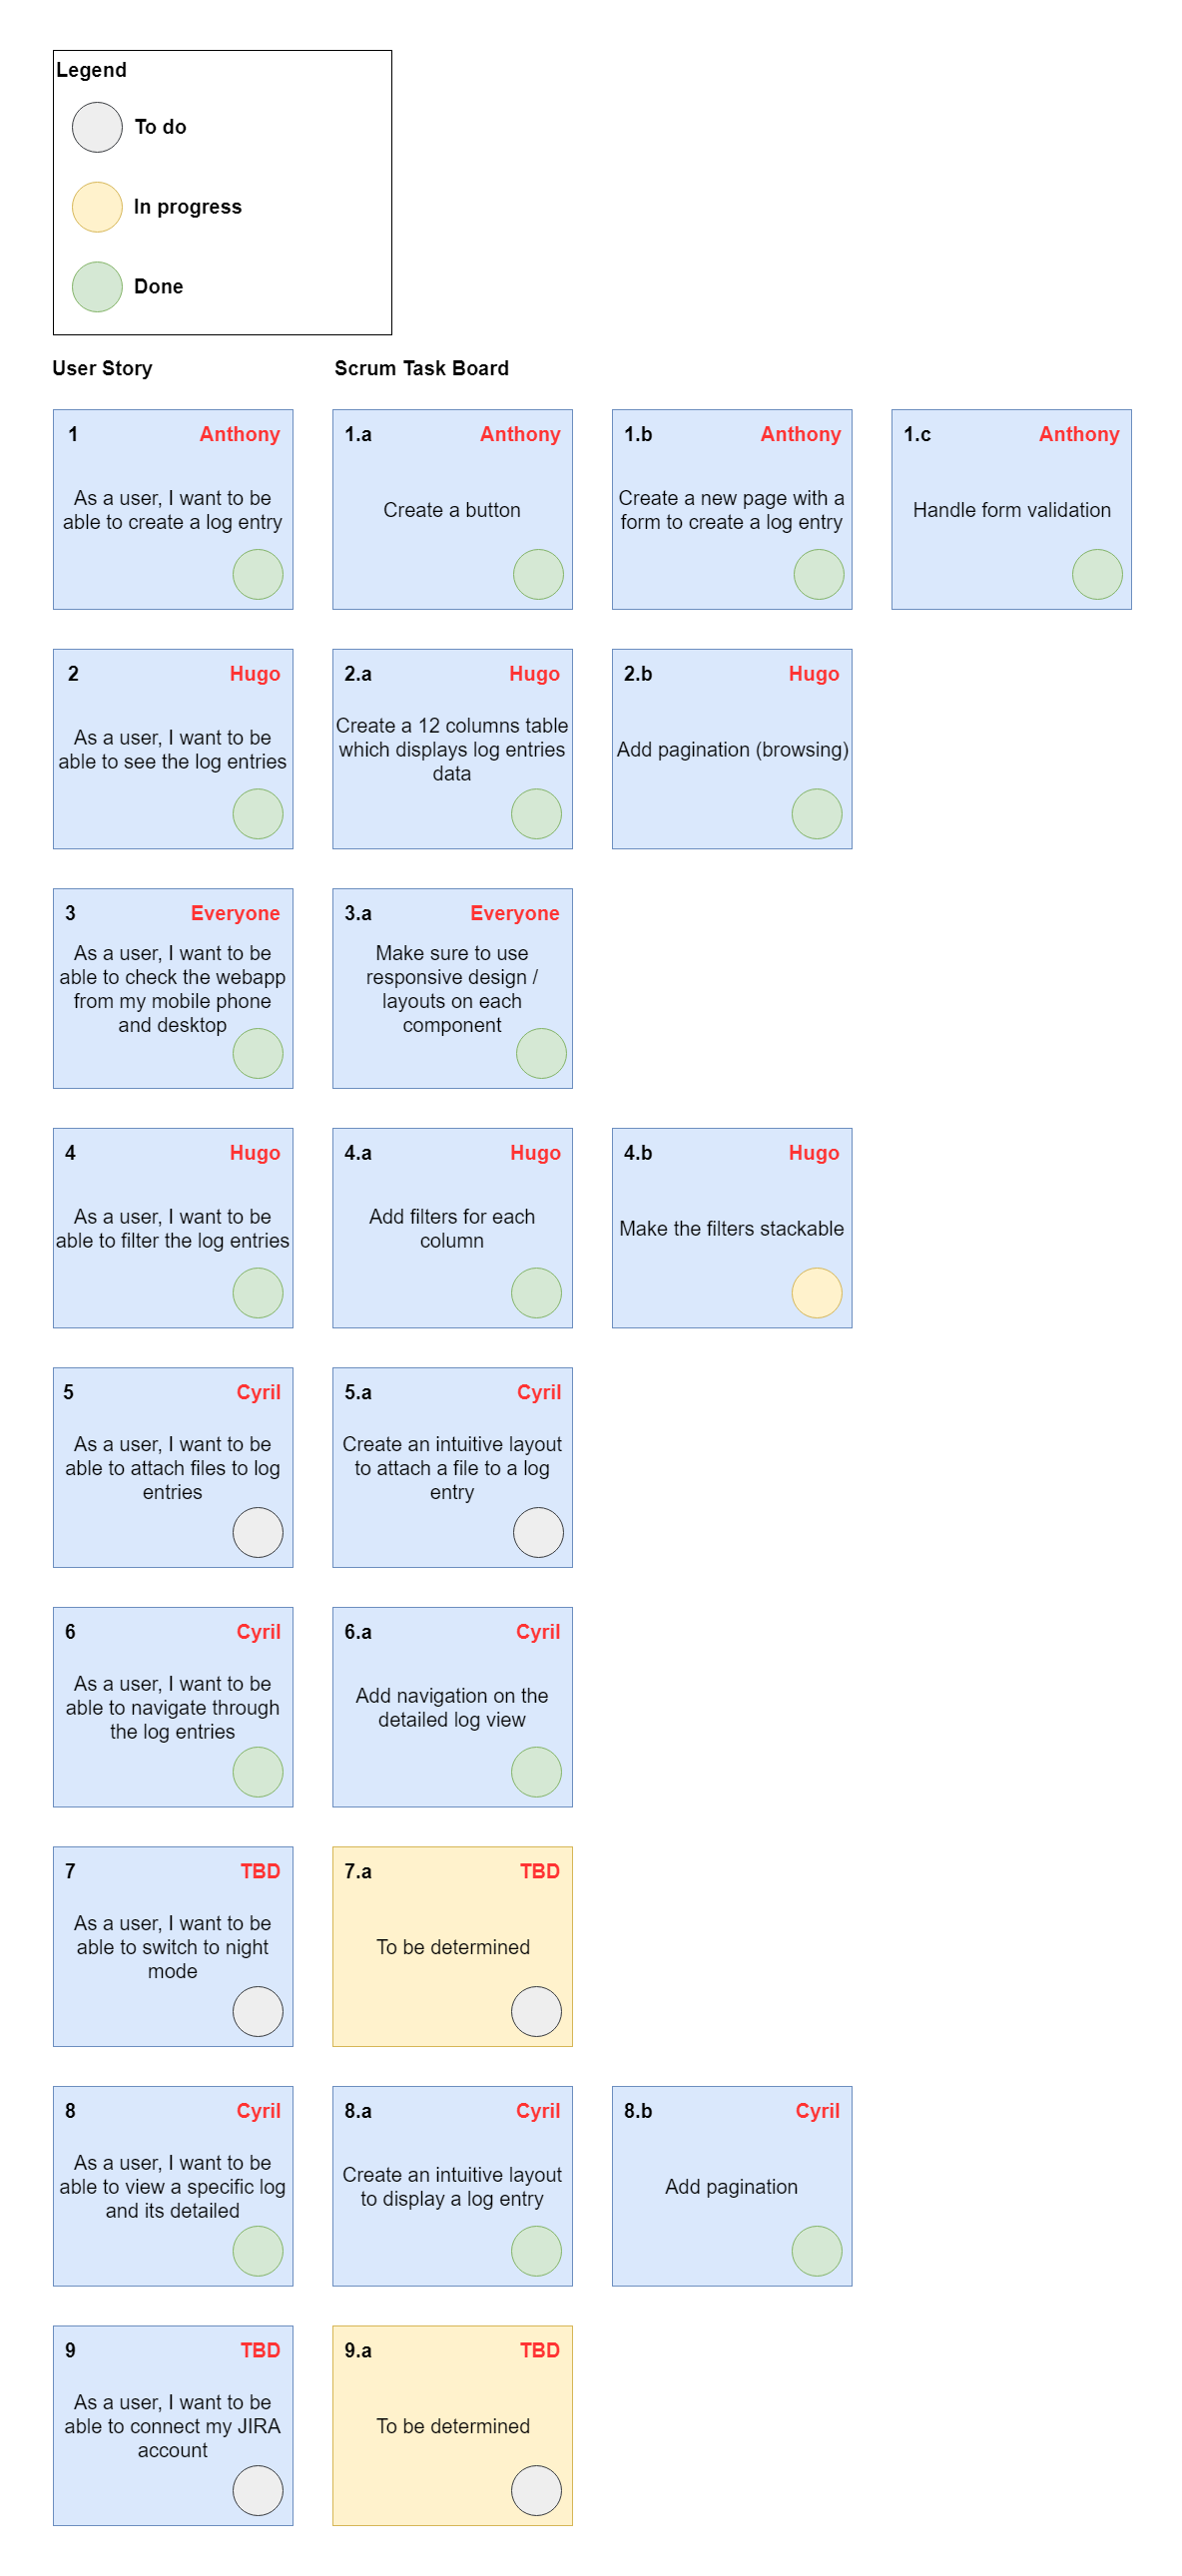 Legend
To do
In progress
Done
User Story
Scrum Task Board
1
Anthony
As a user, I want to be
able to create a log entry
1.a
Anthony
Create a button
1.b
Anthony
Create a new page with a
form to create a log entry
1.c
Anthony
Handle form validation
2
Hugo
As a user, I want to be
able to see the log entries
2.a
Hugo
Create a 12 columns table
which displays log entries
data
2.b
Hugo
Add pagination (browsing)
3
Everyone
As a user, I want to be
able to check the webapp
from my mobile phone
and desktop
3.a
Everyone
Make sure to use
responsive design /
layouts on each
component
4
Hugo
As a user, I want to be
able to filter the log entries
4.a
Hugo
Add filters for each
column
4.b
Hugo
Make the filters stackable
5
Cyril
As a user, I want to be
able to attach files to log
entries
5.a
Cyril
Create an intuitive layout
to attach a file to a log
entry
6
Cyril
As a user, I want to be
able to navigate through
the log entries
6.a
Cyril
Add navigation on the
detailed log view
7
TBD
As a user, I want to be
able to switch to night
mode
7.a
TBD
To be determined
8
Cyril
As a user, I want to be
able to view a specific log
and its detailed
8.a
Cyril
Create an intuitive layout
to display a log entry
8.b
Cyril
Add pagination
9
TBD
As a user, I want to be
able to connect my JIRA
account
9.a
TBD
To be determined